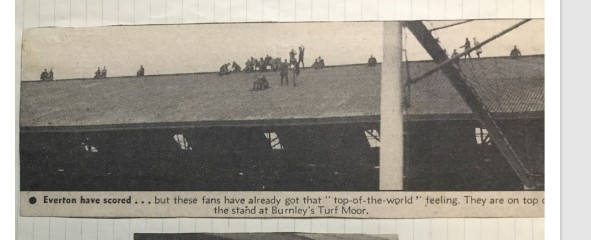 ● Everton have scored . . . but these fans have already got that "top-of-the-world" feeling. They are on top
the stand at Burnley's Turf Moor.